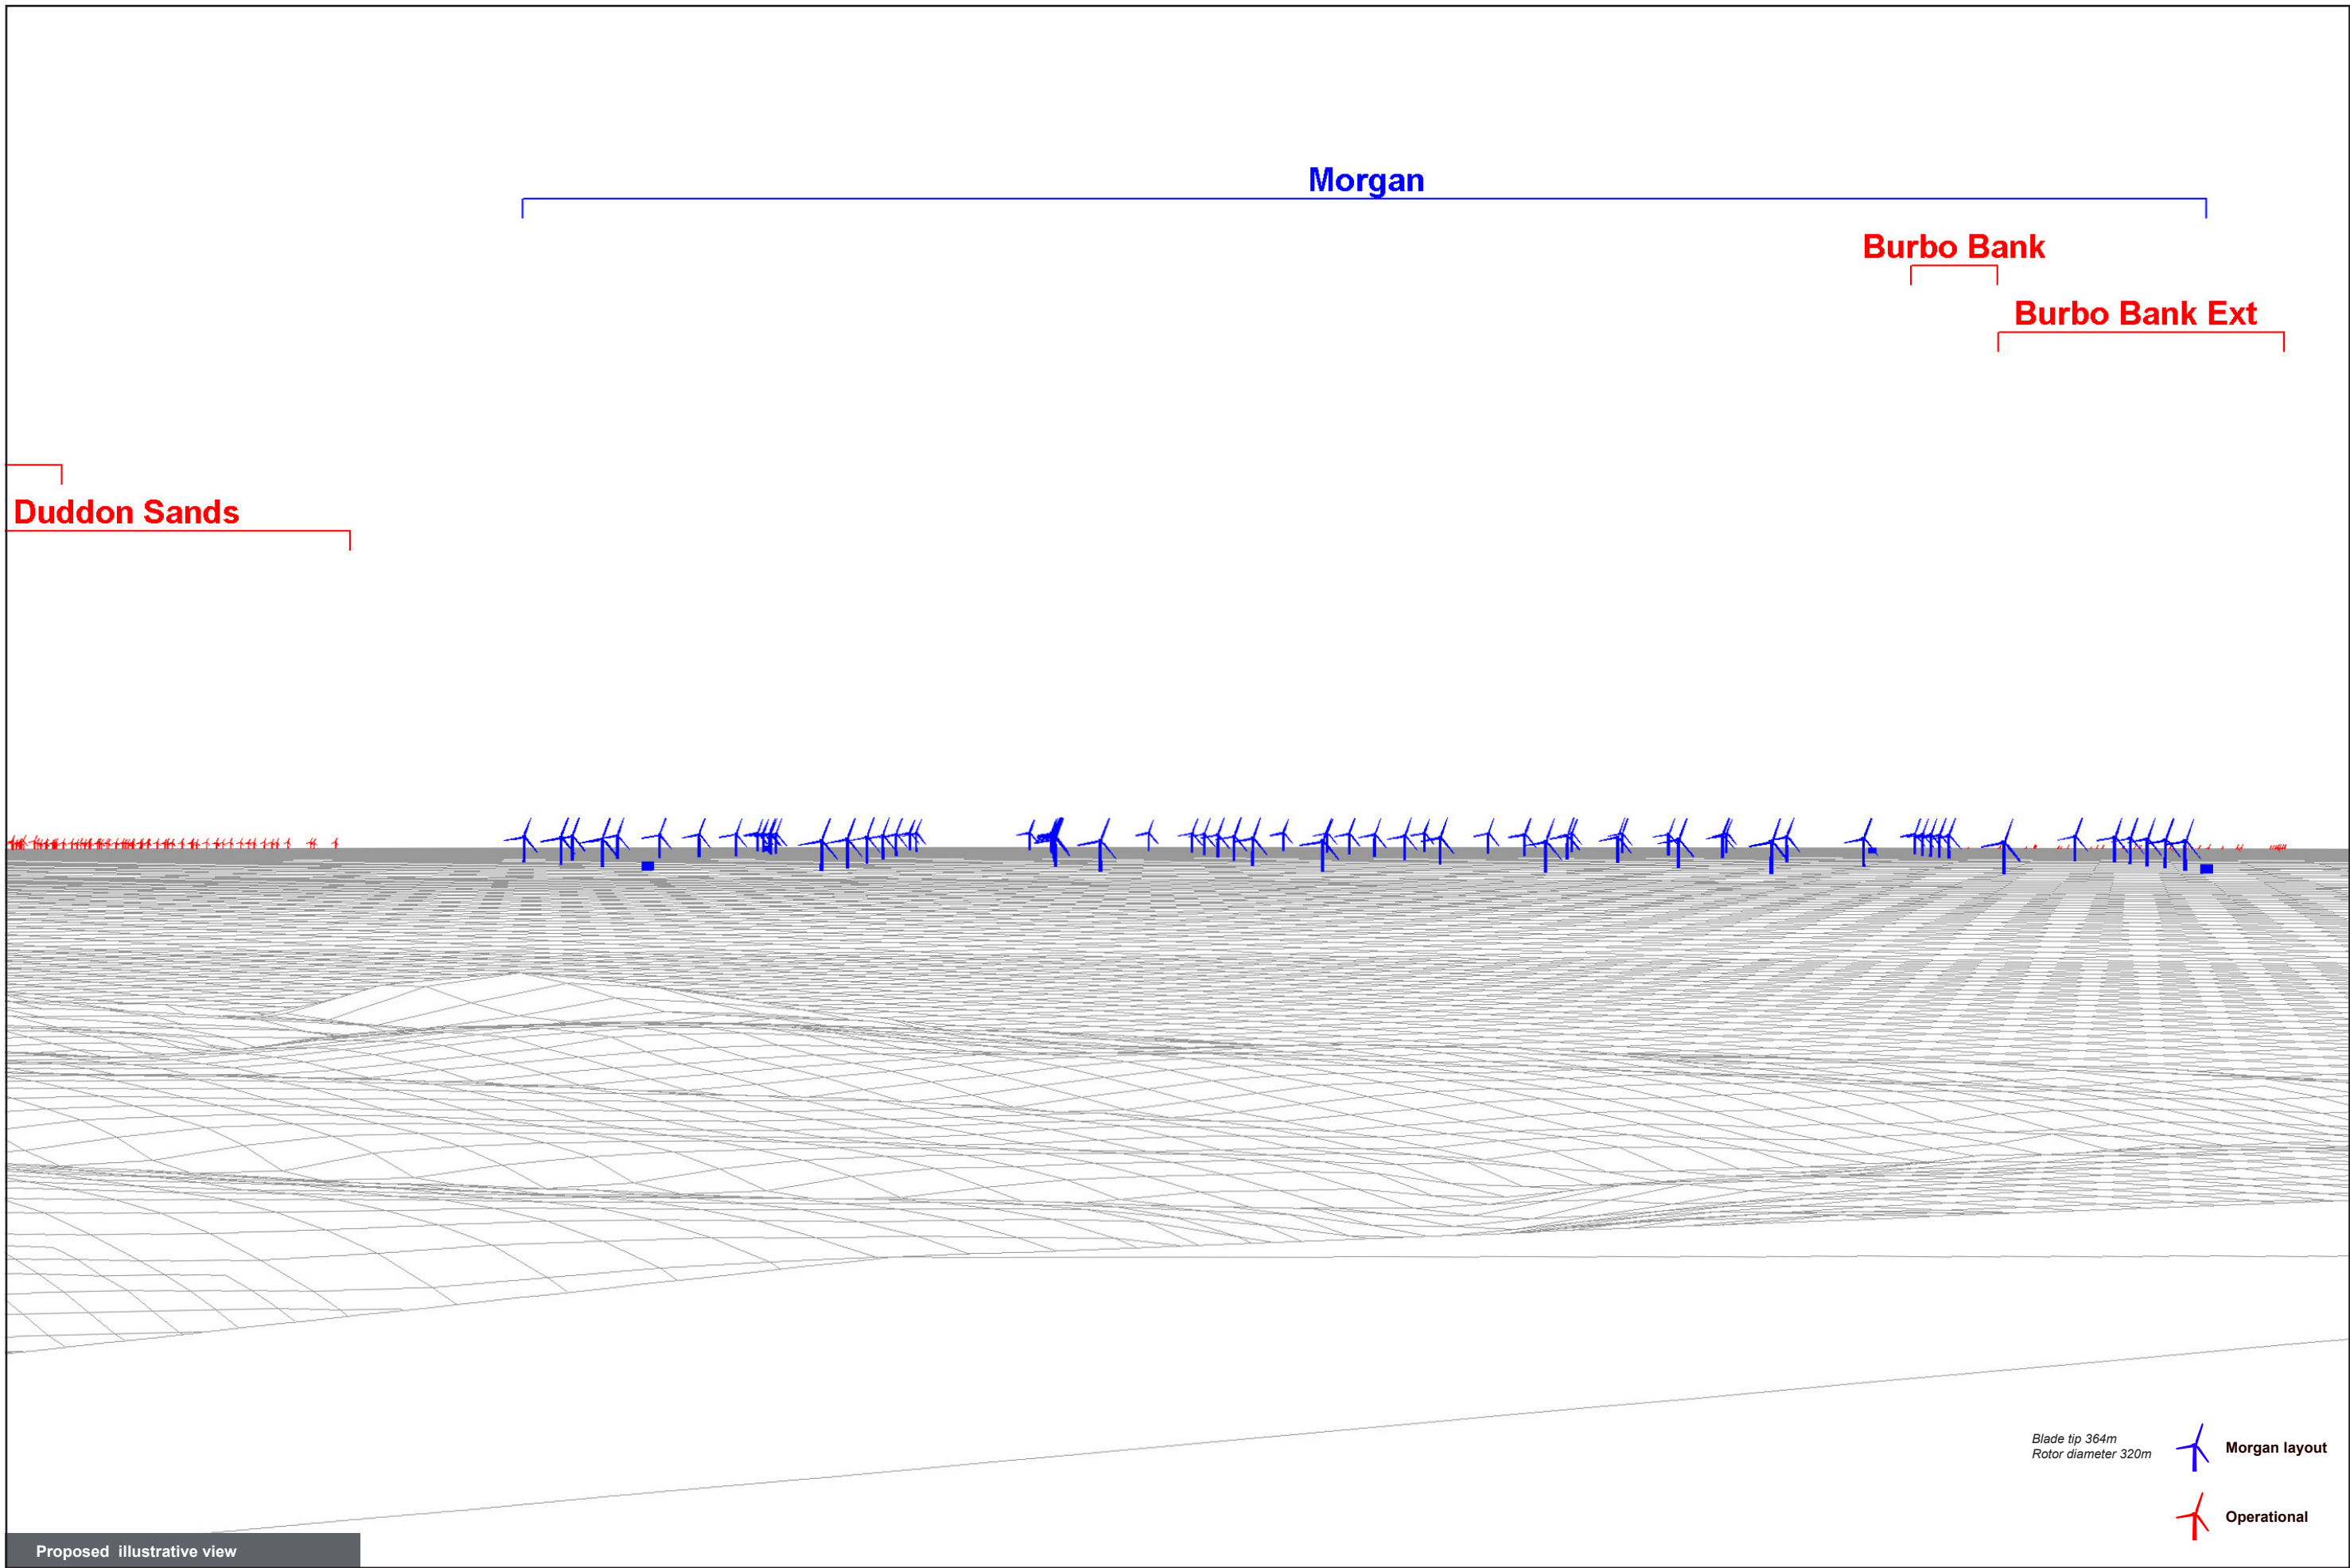 Morgan
Burbo Bank
Burbo Bank Ext
Duddon Sands
Blade tip 364m
Rotor diameter 320m
Morgan layout
Operational
Proposed illustrative view